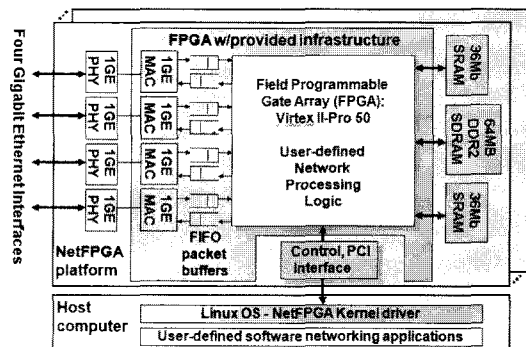 Four Gigabit Ethernet Interfaces
FPGA w/provided infrastructure
1GE
PHY
1GE
MAC
1GE
PHY
1GE
MAC
1GE
PHY
1GE
MAC
1GE
PHY
1GE
MAC
Field Programmable
Gate Array (FPGA):
Virtex II-Pro 50
User-defined
Network
Processing
Logic
36Mb
SRAM
64MB
DDR2
SDRAM
36Mb
SRAM
NetFPGA
platform
FIFO
packet
buffers
Control, PCI
interface
Host
computer
Linux OS - NetFPGA Kernel driver
User-defined software networking applications